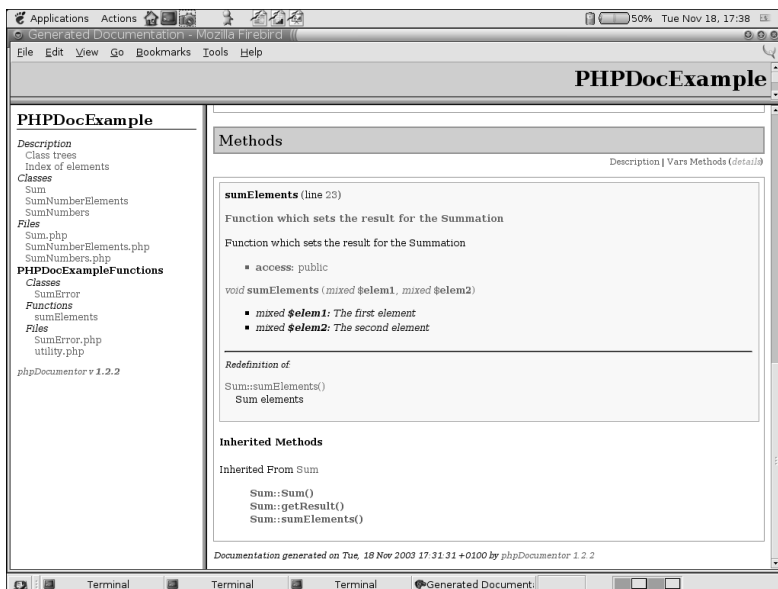 Applications Actions 50% Tue Nov 18, 17:38
Generated Documentation - Mozilla Firebird
File Edit View Go Bookmarks Tools Help
PHPDocExample
PHPDocExample
Description
Class trees
Index of elements
Classes
Sum
SumNumberElements
SumNumbers
Files
Sum.php
SumNumberElements.php
SumNumbers.php
PHPDocExampleFunctions
Classes
SumError
Functions
sumElements
Files
SumError.php
utility.php
phpDocumentor v 1.2.2
Methods
Description | Vars Methods (details)
sumElements (line 23)
Function which sets the result for the Summation
Function which sets the result for the Summation
access: public
void sumElements (mixed $elem1, mixed $elem2)
mixed $elem1: The first element
mixed $elem2: The second element
Redefinition of:
Sum::sumElements()
Sum elements
Inherited Methods
Inherited From Sum
Sum::Sum()
Sum::getResult()
Sum::sumElements()
Documentation generated on Tue, 18 Nov 2003 17:31:31 +0100 by phpDocumentor 1.2.2
Terminal Terminal Terminal Generated Document